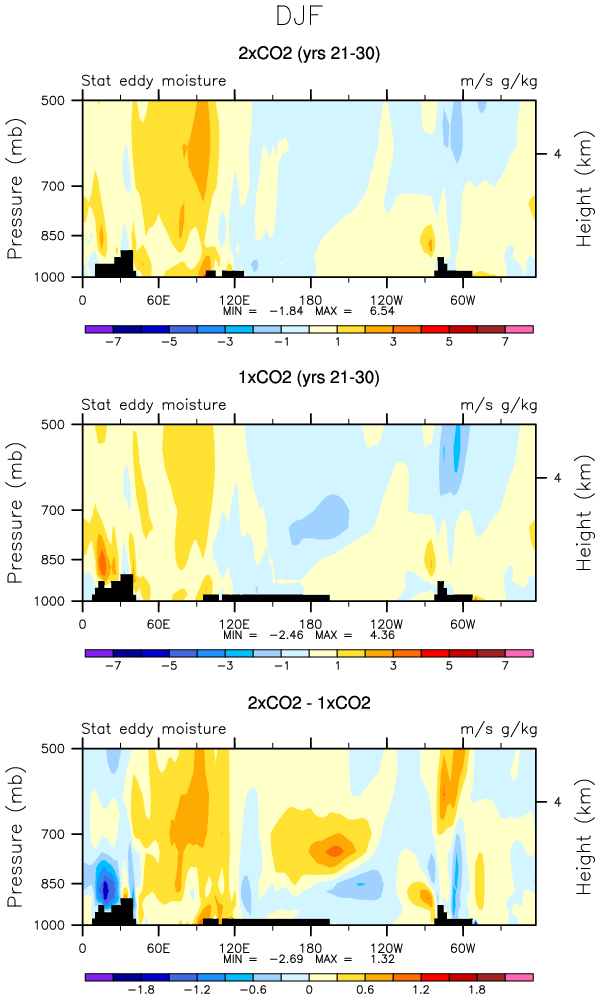 DJF
2xCO2 (yrs 21-30)
Stat eddy moisture m/s g/kg
500
700
850
1000
Pressure (mb)
4
Height (km)
0 60E 120E 180 120W 60W
MIN = -1.84 MAX = 6.54
-7 -5 -3 -1 1 3 5 7
1xCO2 (yrs 21-30)
Stat eddy moisture m/s g/kg
500
700
850
1000
Pressure (mb)
4
Height (km)
0 60E 120E 180 120W 60W
MIN = -2.46 MAX = 4.36
-7 -5 -3 -1 1 3 5 7
2xCO2 - 1xCO2
Stat eddy moisture m/s g/kg
500
700
850
1000
Pressure (mb)
4
Height (km)
0 60E 120E 180 120W 60W
MIN = -2.69 MAX = 1.32
-1.8 -1.2 -0.6 0 0.6 1.2 1.8